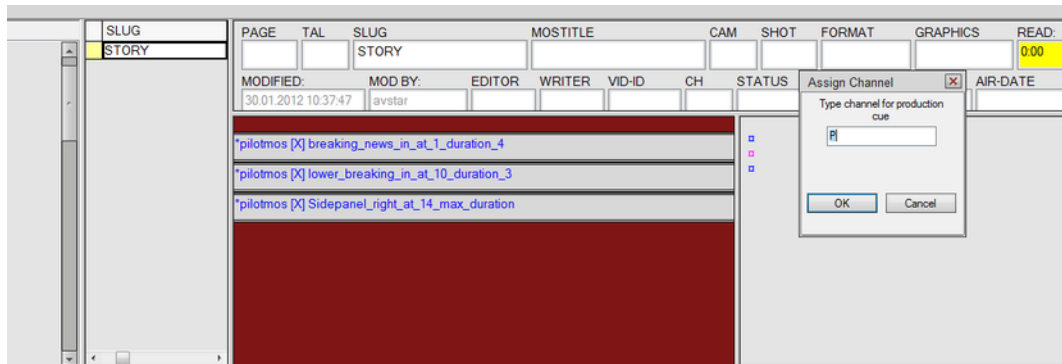 SLUG
STORY
PAGE TAL SLUG MOSTITLE CAM SHOT FORMAT GRAPHICS READ:
STORY 0:00
MODIFIED: MOD BY: EDITOR WRITER VID-ID CH STATUS AIR-DATE
30.01.2012 10:37:47 avstar
*pilotmos [X] breaking_news_in_at_1_duration_4
*pilotmos [X] lower_breaking_in_at_10_duration_3
*pilotmos [X] Sidepanel_right_at_14_max_duration
Assign Channel
Type channel for production
cue
P
OK Cancel